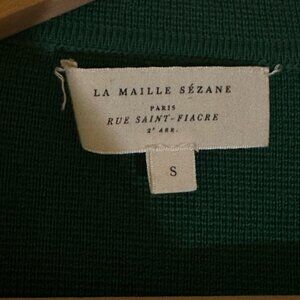 LA MAILLE SÉZANE
PARIS
RUE SAINT-FIACRE
2ᵉ ARR.
S